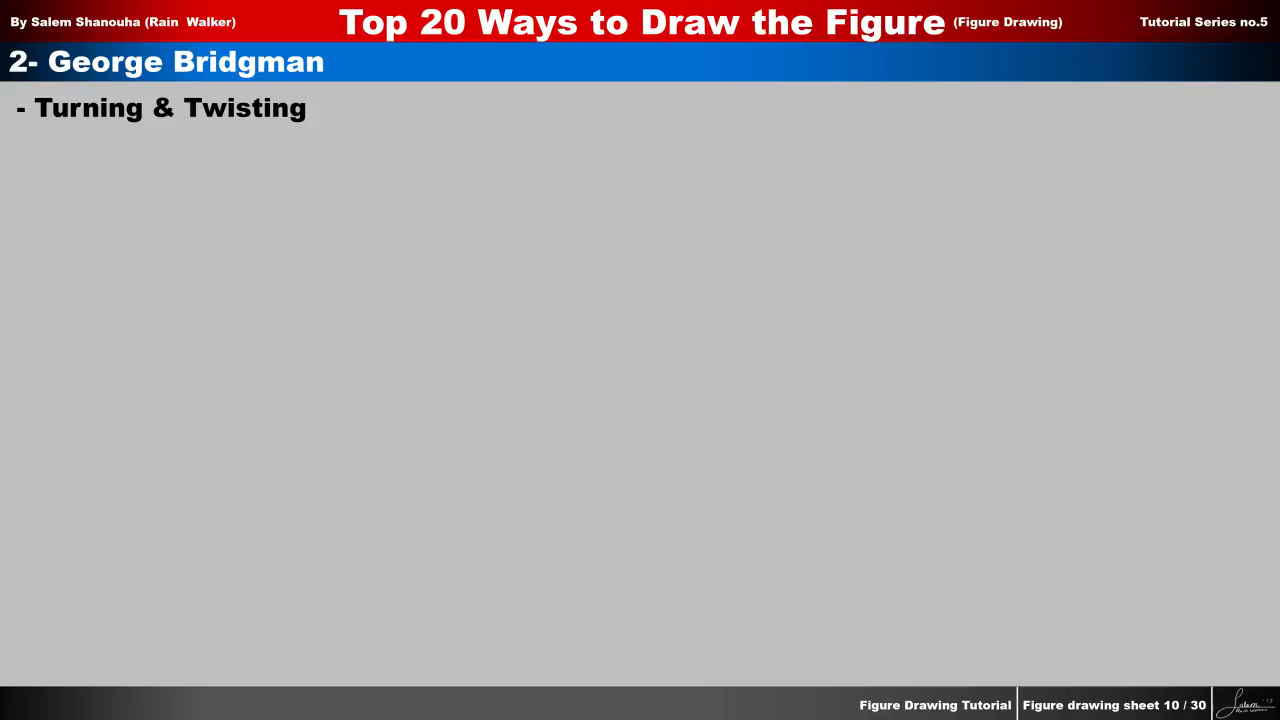 By Salem Shanouha (Rain Walker)
Top 20 Ways to Draw the Figure (Figure Drawing)
Tutorial Series no.5
2- George Bridgman
- Turning & Twisting
Figure Drawing Tutorial
Figure drawing sheet 10 / 30
Salem